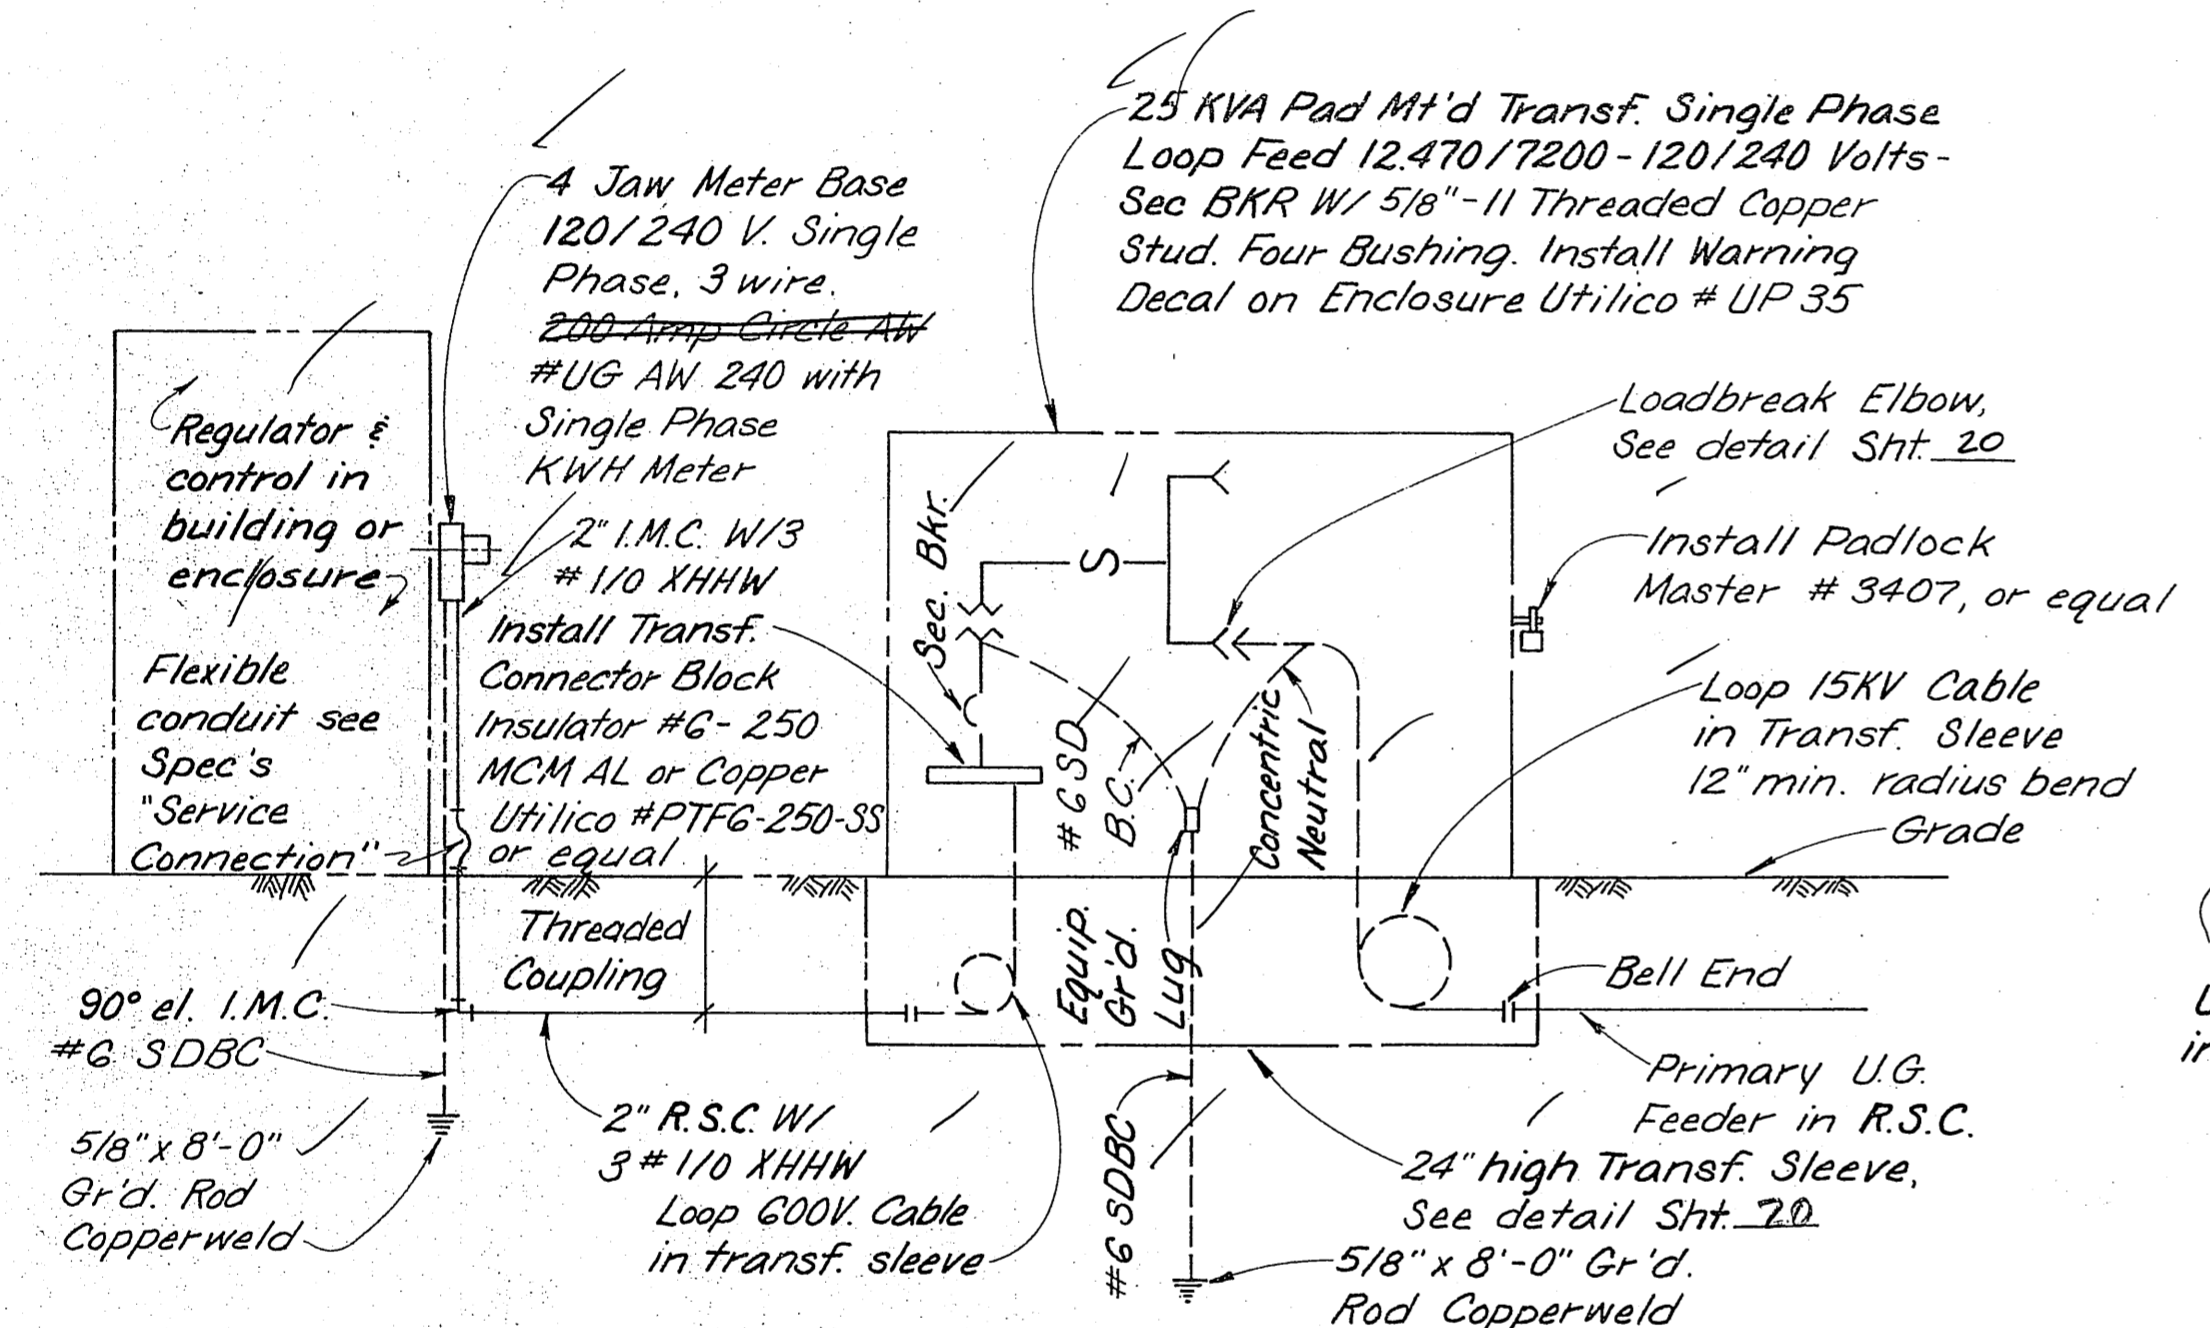 25 KVA Pad Mt'd Transf. Single Phase
Loop Feed 12.470/7200-120/240 Volts-
Sec BKR W/ 5/8"-11 Threaded Copper
Stud. Four Bushing. Install Warning
Decal on Enclosure Utilico # UP 35
4 Jaw Meter Base
120/240 V. Single
Phase, 3 wire.
200 Amp Circle AW
#UG AW 240 with
Single Phase
KWH Meter
Regulator &
control in
building or
enclosure
2" I.M.C. W/3
# 1/0 XHHW
Install Transf.
Connector Block
Insulator #6-250
MCM AL or Copper
Utilico #PTF6-250-SS
or equal
Flexible
conduit see
Spec's
"Service
Connection"
Sec. Bkr.
S
#6 SD
B.C.
Concentric
Neutral
Loadbreak Elbow,
See detail Sht. 20
Install Padlock
Master # 3407, or equal
Loop 15KV Cable
in Transf. Sleeve
12" min. radius bend
Grade
Threaded
Coupling
Equip.
Gr'd.
Lug
Bell End
90° el. I.M.C.
#6 SDBC
5/8" x 8'-0"
Gr'd. Rod
Copperweld
2" R.S.C. W/
3 # 1/0 XHHW
Loop 600V. Cable
in transf. sleeve
#6 SDBC
Primary U.G.
Feeder in R.S.C.
24" high Transf. Sleeve,
See detail Sht. 20
5/8" x 8'-0" Gr'd.
Rod Copperweld